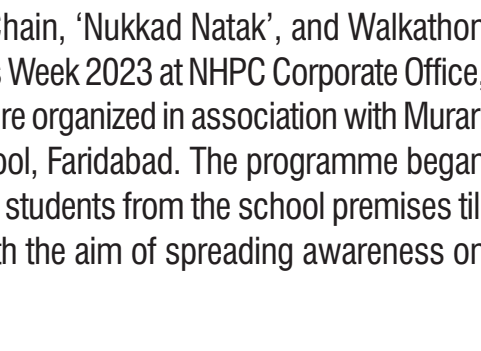 Chain, ‘Nukkad Natak’, and Walkathon
s Week 2023 at NHPC Corporate Office,
re organized in association with Murar
ool, Faridabad. The programme began
students from the school premises til
th the aim of spreading awareness on